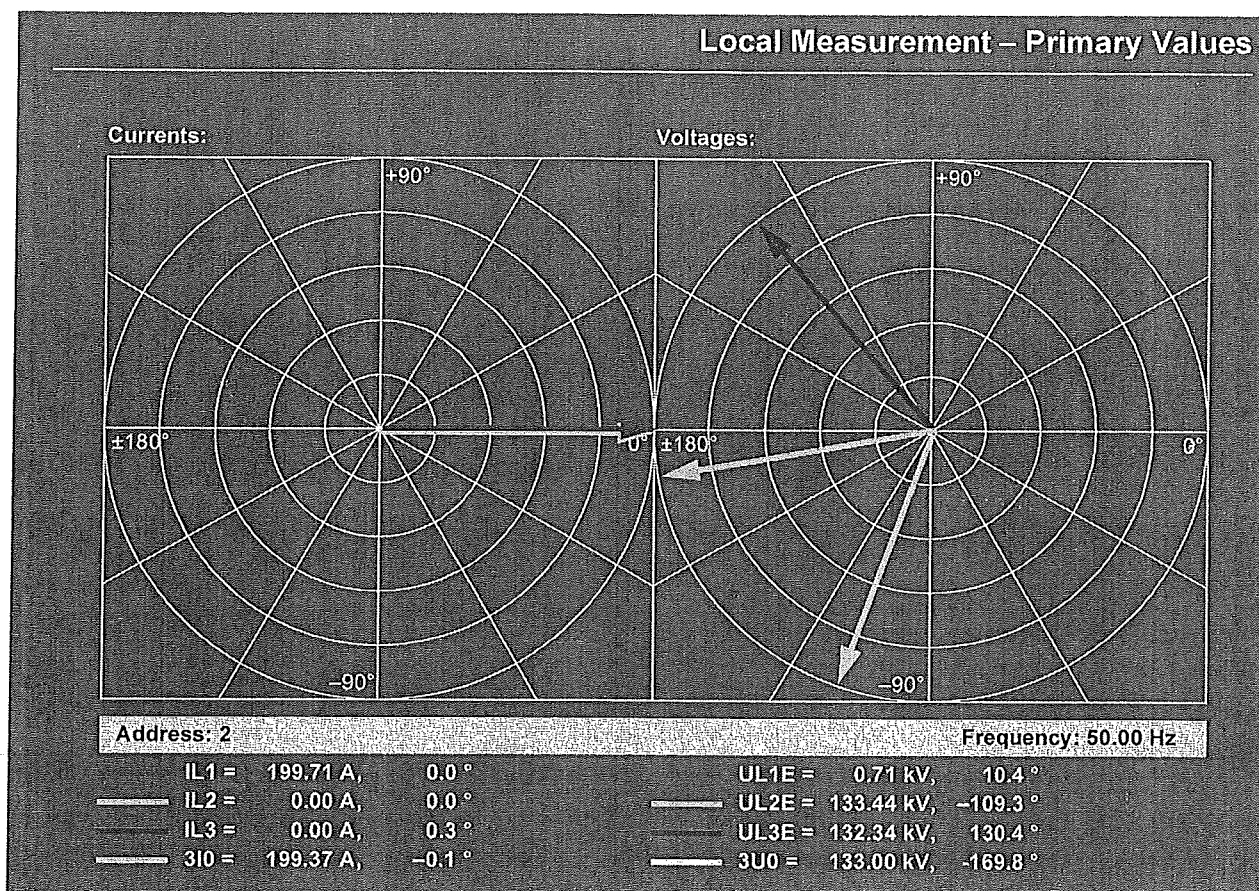 Local Measurement – Primary Values
Currents:
Voltages:
+90°
+90°
±180°
0°
±180°
0°
–90°
–90°
Address: 2
Frequency: 50.00 Hz
IL1 = 199.71 A, 0.0 °
UL1E = 0.71 kV, 10.4 °
IL2 = 0.00 A, 0.0 °
UL2E = 133.44 kV, –109.3 °
IL3 = 0.00 A, 0.3 °
UL3E = 132.34 kV, 130.4 °
3I0 = 199.37 A, –0.1 °
3U0 = 133.00 kV, -169.8 °